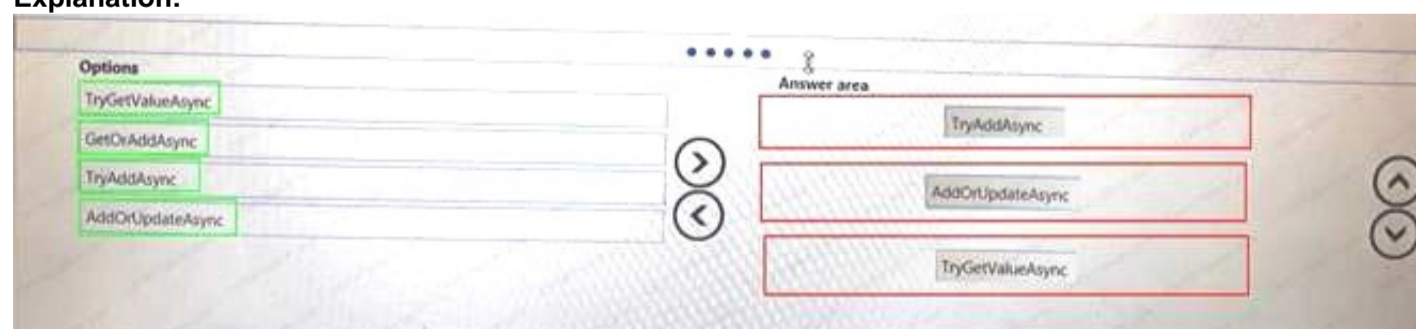 Explanation:
Options
TryGetValueAsync
GetOrAddAsync
TryAddAsync
AddOrUpdateAsync
Answer area
TryAddAsync
AddOrUpdateAsync
TryGetValueAsync